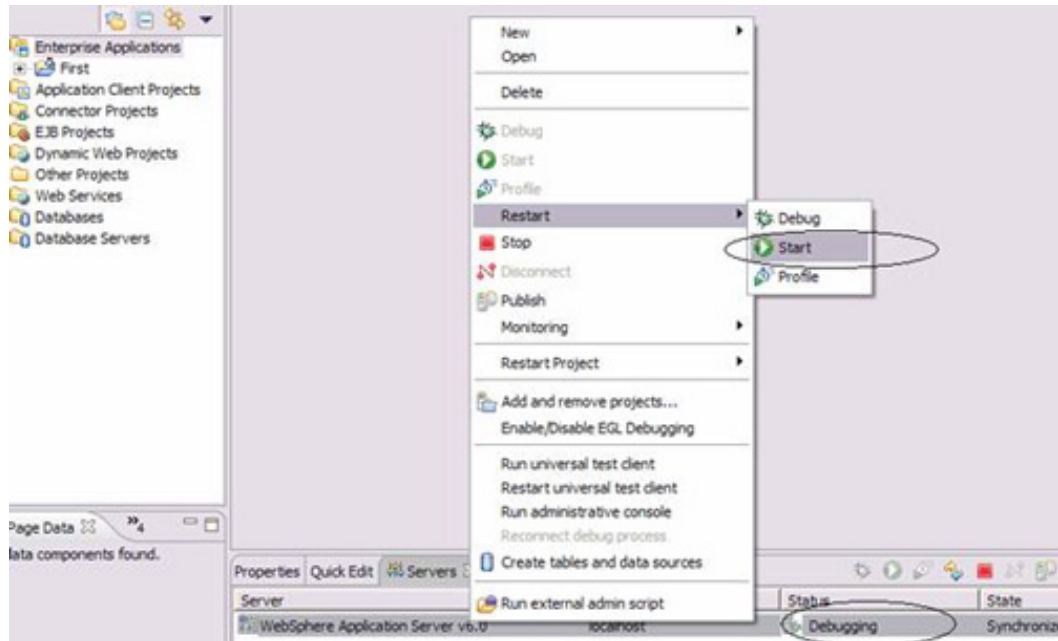 Enterprise Applications
First
Application Client Projects
Connector Projects
EJB Projects
Dynamic Web Projects
Other Projects
Web Services
Databases
Database Servers
New
Open
Delete
Debug
Start
Profile
Restart
Stop
Disconnect
Publish
Monitoring
Restart Project
Add and remove projects...
Enable/Disable EGL Debugging
Run universal test client
Restart universal test client
Run administrative console
Reconnect debug process
Create tables and data sources
Run external admin script
Debug
Start
Profile
Page Data
4
data components found.
Properties Quick Edit Servers
Server Status State
WebSphere Application Server v6.0 localhost Debugging Synchroniz